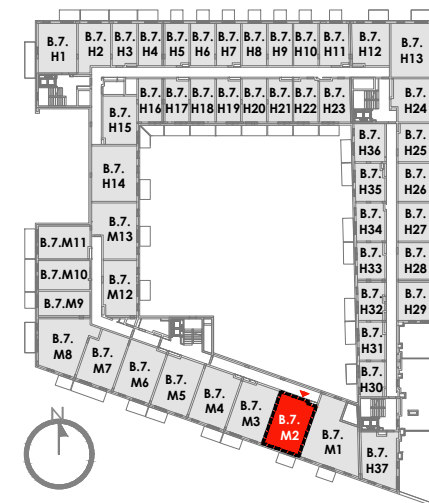 B.7.
H1
B.7.
H2
B.7.
H3
B.7.
H4
B.7.
H5
B.7.
H6
B.7.
H7
B.7.
H8
B.7.
H9
B.7.
H10
B.7.
H11
B.7.
H12
B.7.
H13
B.7.
H15
B.7.
H16
B.7.
H17
B.7.
H18
B.7.
H19
B.7.
H20
B.7.
H21
B.7.
H22
B.7.
H23
B.7.
H24
B.7.
H36
B.7.
H25
B.7.
H14
B.7.
H35
B.7.
H26
B.7.
M13
B.7.
H34
B.7.
H27
B.7.M11
B.7.
H33
B.7.
H28
B.7.M10
B.7.
M12
B.7.
H32
B.7.
H29
B.7.M9
B.7.
H31
B.7.
M8
B.7.
M7
B.7.
M6
B.7.
M5
B.7.
M4
B.7.
M3
B.7.
M2
B.7.
M1
B.7.
H30
B.7.
H37
N